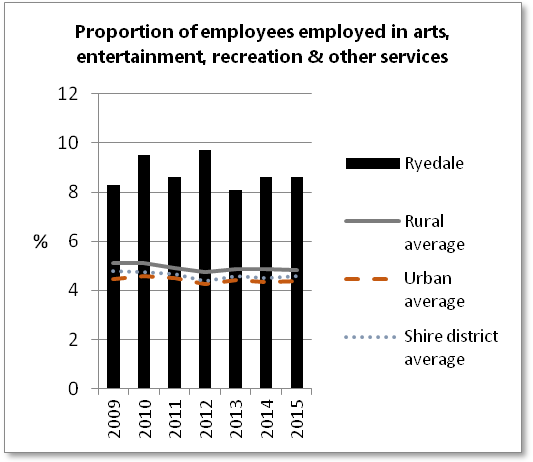 Proportion of employees employed in arts,
entertainment, recreation & other services
12
10
8
6
4
2
0
%
2009
2010
2011
2012
2013
2014
2015
Ryedale
Rural
average
Urban
average
Shire district
average